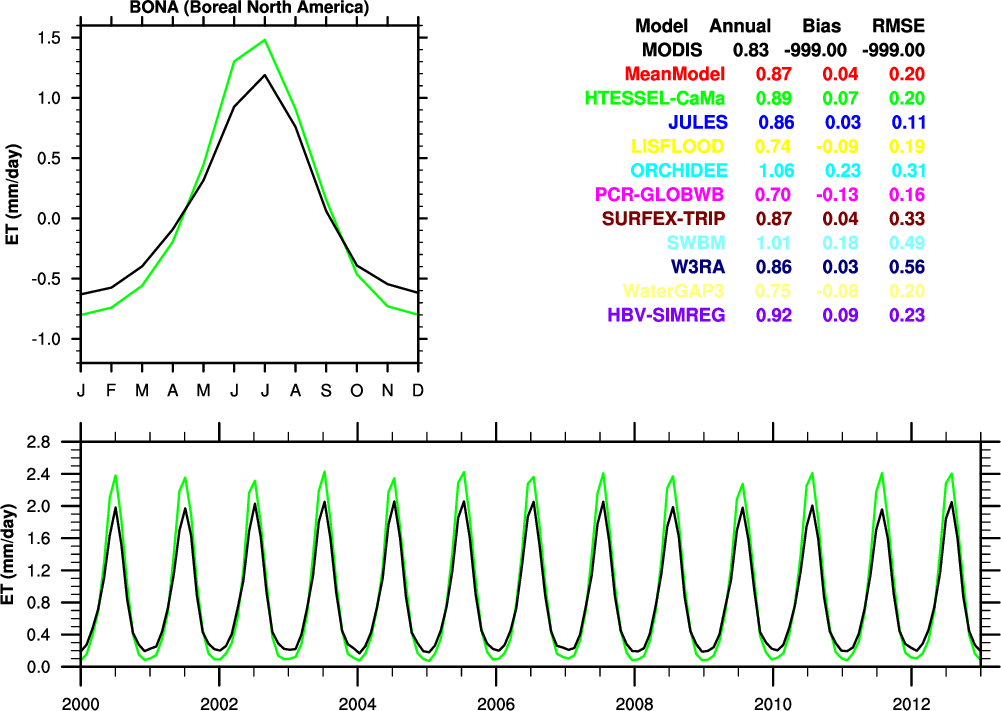 BONA (Boreal North America)
Model Annual Bias RMSE
MODIS 0.83 -999.00 -999.00
MeanModel 0.87 0.04 0.20
HTESSEL-CaMa 0.89 0.07 0.20
JULES 0.86 0.03 0.11
LISFLOOD 0.74 -0.09 0.19
ORCHIDEE 1.06 0.23 0.31
PCR-GLOBWB 0.70 -0.13 0.16
SURFEX-TRIP 0.87 0.04 0.33
SWBM 1.01 0.18 0.49
W3RA 0.86 0.03 0.56
WaterGAP3 0.75 -0.08 0.20
HBV-SIMREG 0.92 0.09 0.23
ET (mm/day)
1.5
1.0
0.5
0.0
-0.5
-1.0
J F M A M J J A S O N D
ET (mm/day)
2.8
2.4
2.0
1.6
1.2
0.8
0.4
0.0
2000 2002 2004 2006 2008 2010 2012